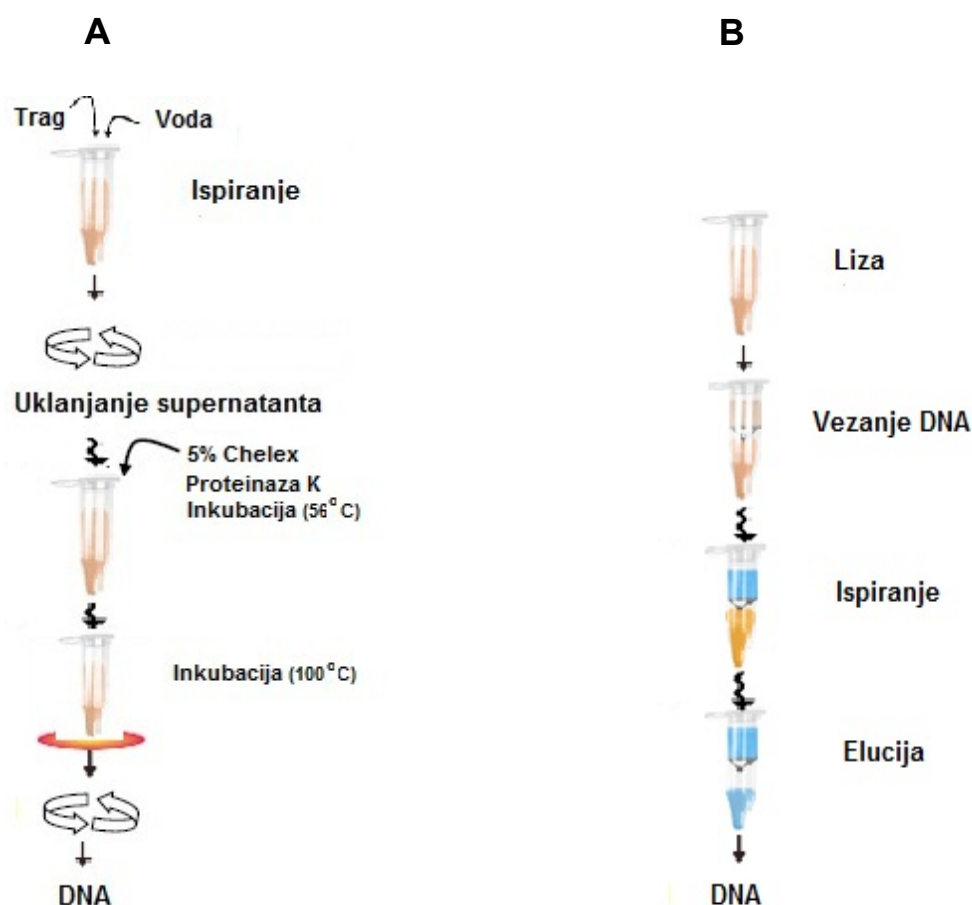 A
Trag
Voda
Ispiranje
Uklanjanje supernatanta
5% Chelex
Proteinaza K
Inkubacija (56°C)
Inkubacija (100°C)
DNA
B
Liza
Vezanje DNA
Ispiranje
Elucija
DNA